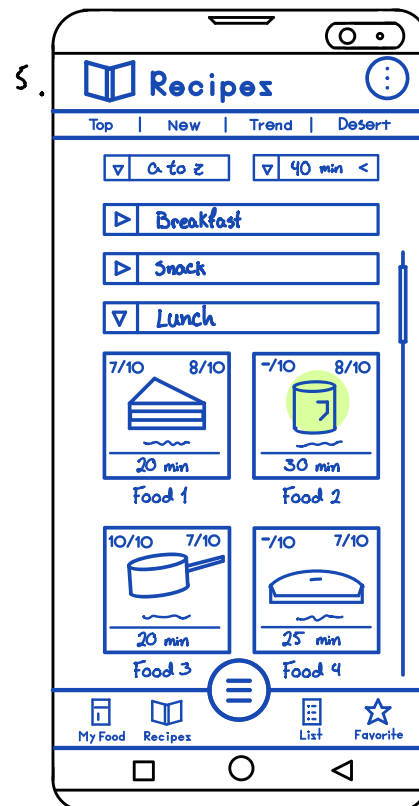 5.
Recipes
Top | New | Trend | Desert
a to z 40 min <
Breakfast
Snack
Lunch
7/10 8/10 -/10 8/10
20 min 30 min
Food 1 Food 2
10/10 7/10 -/10 7/10
20 min 25 min
Food 3 Food 4
My Food Recipes List Favorite